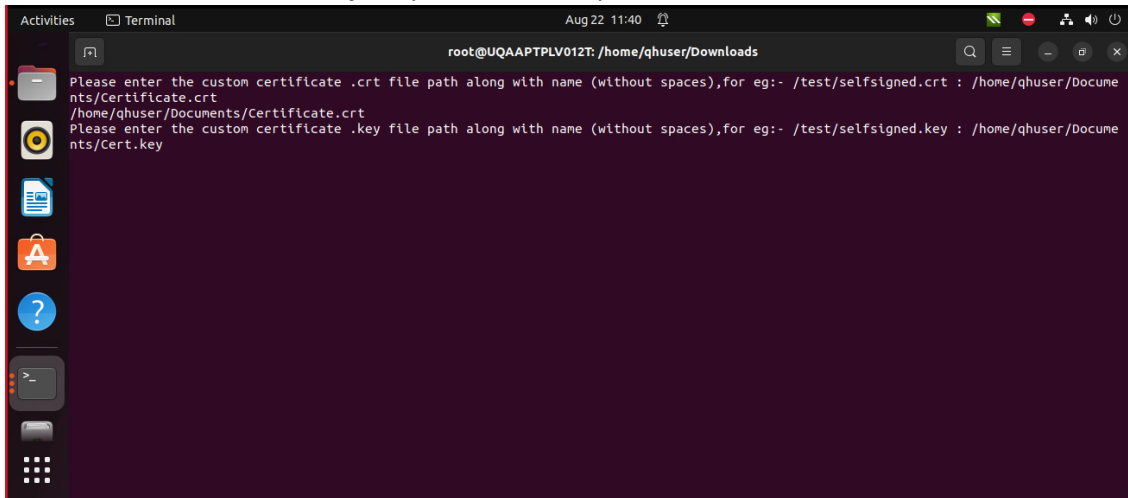 Activities
Terminal
Aug 22 11:40
root@UQAAPTPLV012T: /home/qhuser/Downloads
Please enter the custom certificate .crt file path along with name (without spaces),for eg:- /test/selfsigned.crt : /home/qhuser/Docume
nts/Certificate.crt
/home/qhuser/Documents/Certificate.crt
Please enter the custom certificate .key file path along with name (without spaces),for eg:- /test/selfsigned.key : /home/qhuser/Docume
nts/Cert.key